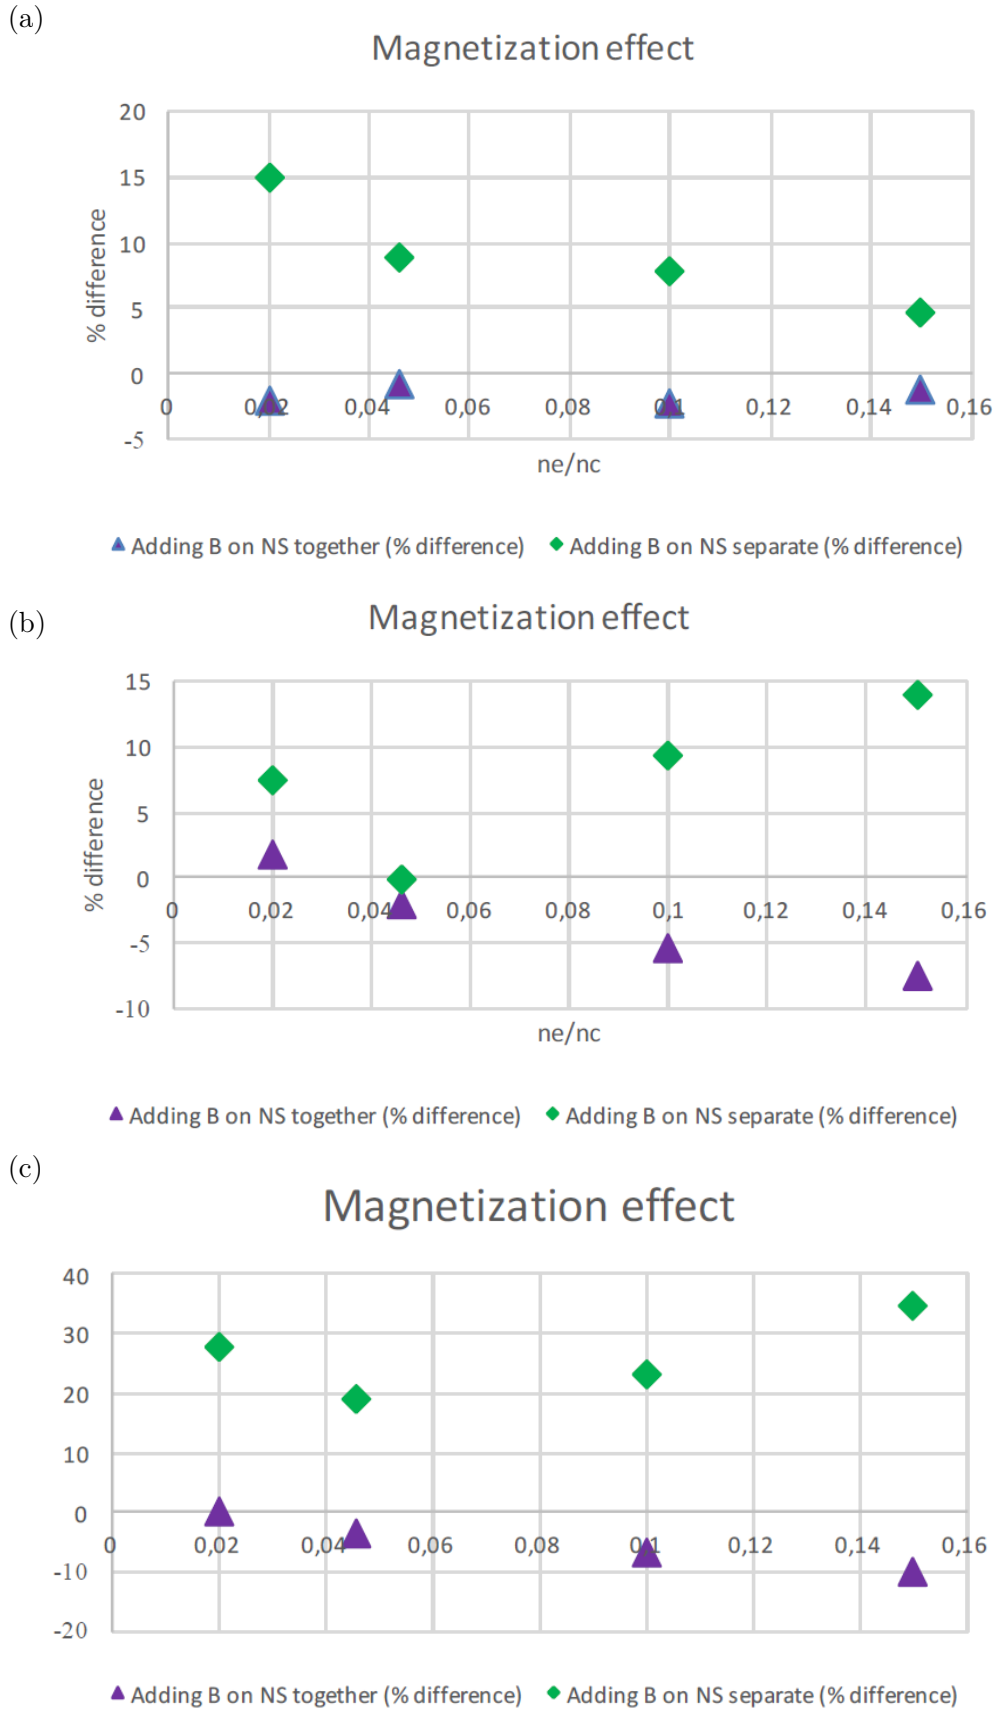 (a)
Magnetization effect
20
15
10
5
0
-5
% difference
0 0,02 0,04 0,06 0,08 0,1 0,12 0,14 0,16
ne/nc
Adding B on NS together (% difference) Adding B on NS separate (% difference)
(b)
Magnetization effect
15
10
5
0
-5
-10
% difference
0 0,02 0,04 0,06 0,08 0,1 0,12 0,14 0,16
ne/nc
Adding B on NS together (% difference) Adding B on NS separate (% difference)
(c)
Magnetization effect
40
30
20
10
0
-10
-20
0 0,02 0,04 0,06 0,08 0,1 0,12 0,14 0,16
Adding B on NS together (% difference) Adding B on NS separate (% difference)